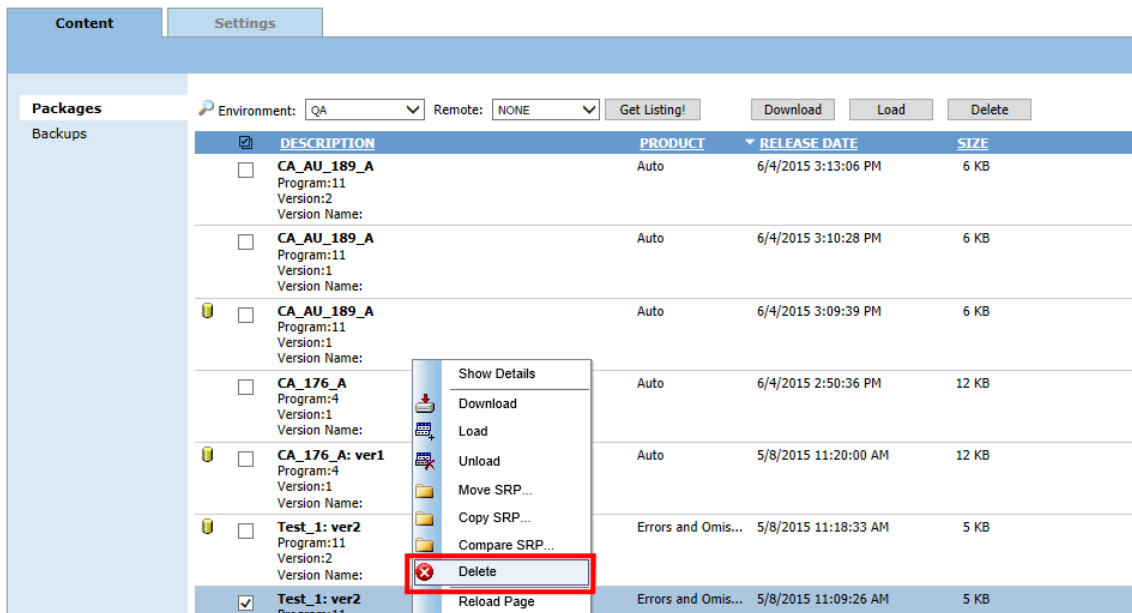 Content Settings
Packages
Backups
Environment: QA Remote: NONE Get Listing! Download Load Delete
DESCRIPTION PRODUCT RELEASE DATE SIZE
CA_AU_189_A Auto 6/4/2015 3:13:06 PM 6 KB
Program:11
Version:2
Version Name:
CA_AU_189_A Auto 6/4/2015 3:10:28 PM 6 KB
Program:11
Version:1
Version Name:
CA_AU_189_A Auto 6/4/2015 3:09:39 PM 6 KB
Program:11
Version:1
Version Name:
CA_176_A Auto 6/4/2015 2:50:36 PM 12 KB
Program:4
Version:1
Version Name:
CA_176_A: ver1 Auto 5/8/2015 11:20:00 AM 12 KB
Program:4
Version:1
Version Name:
Test_1: ver2 Errors and Omis... 5/8/2015 11:18:33 AM 5 KB
Program:11
Version:2
Version Name:
Test_1: ver2 Errors and Omis... 5/8/2015 11:09:26 AM 5 KB
Show Details
Download
Load
Unload
Move SRP...
Copy SRP...
Compare SRP...
Delete
Reload Page